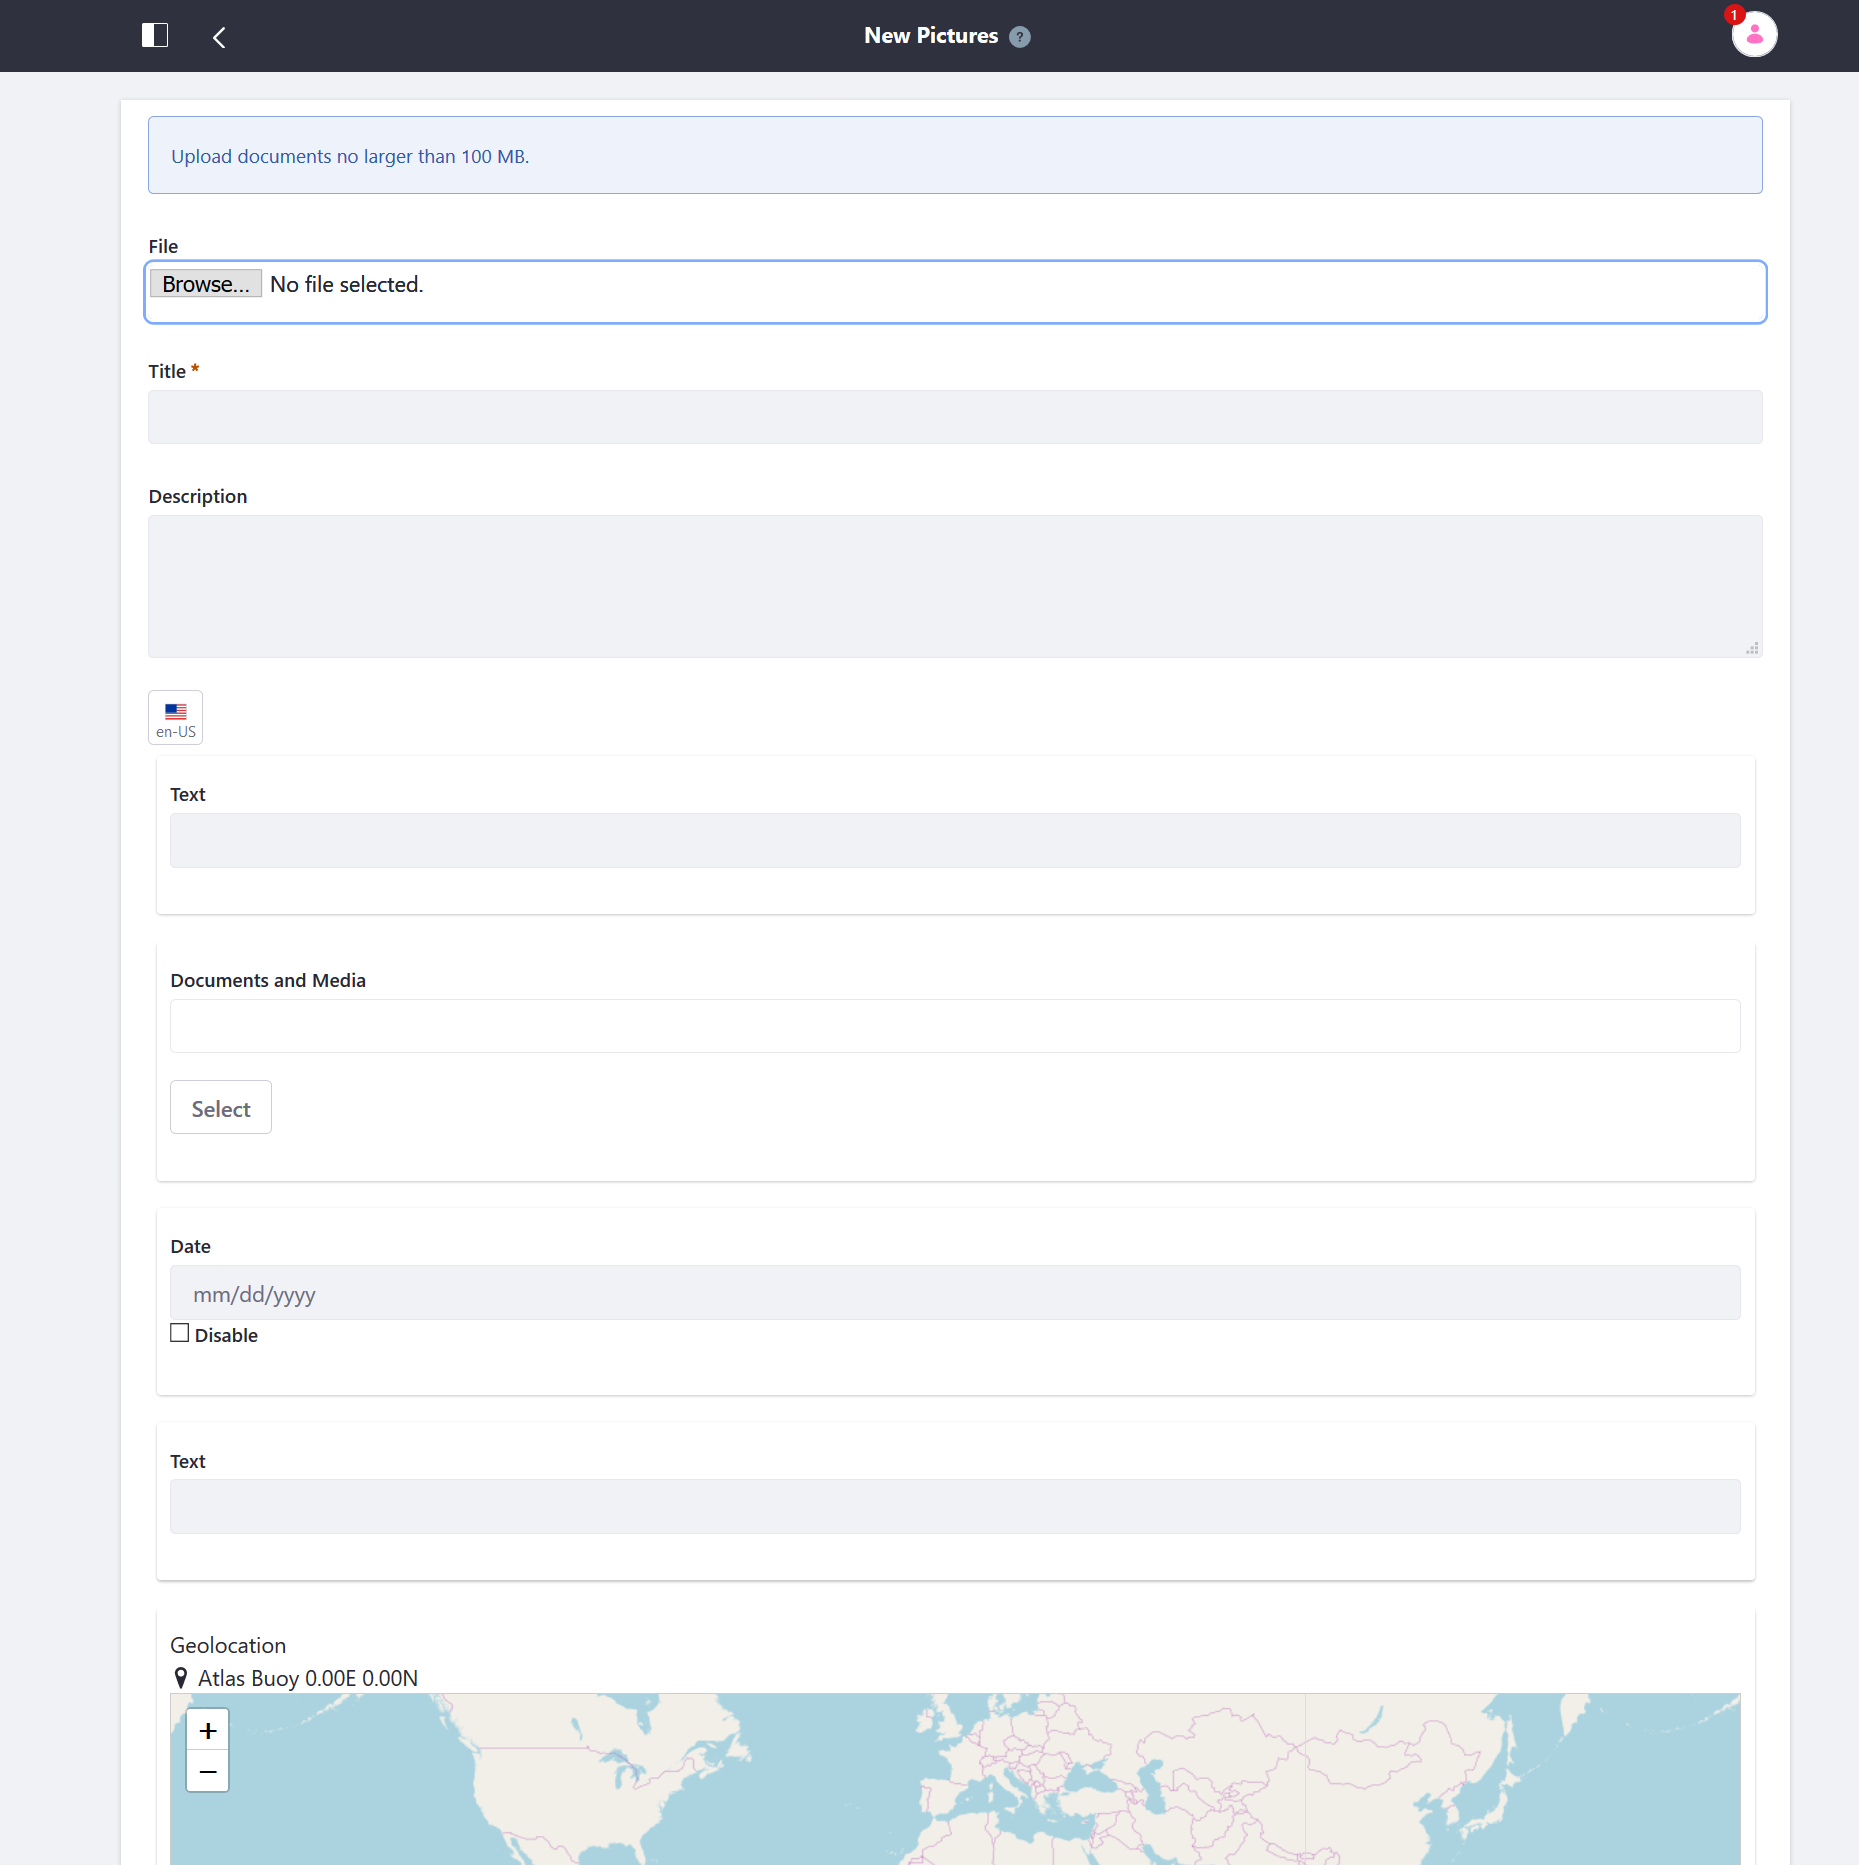 New Pictures ?
1
Upload documents no larger than 100 MB.
File
Browse... No file selected.
Title *
Description
en-US
Text
Documents and Media
Select
Date
mm/dd/yyyy
Disable
Text
Geolocation
Atlas Buoy 0.00E 0.00N
+
−